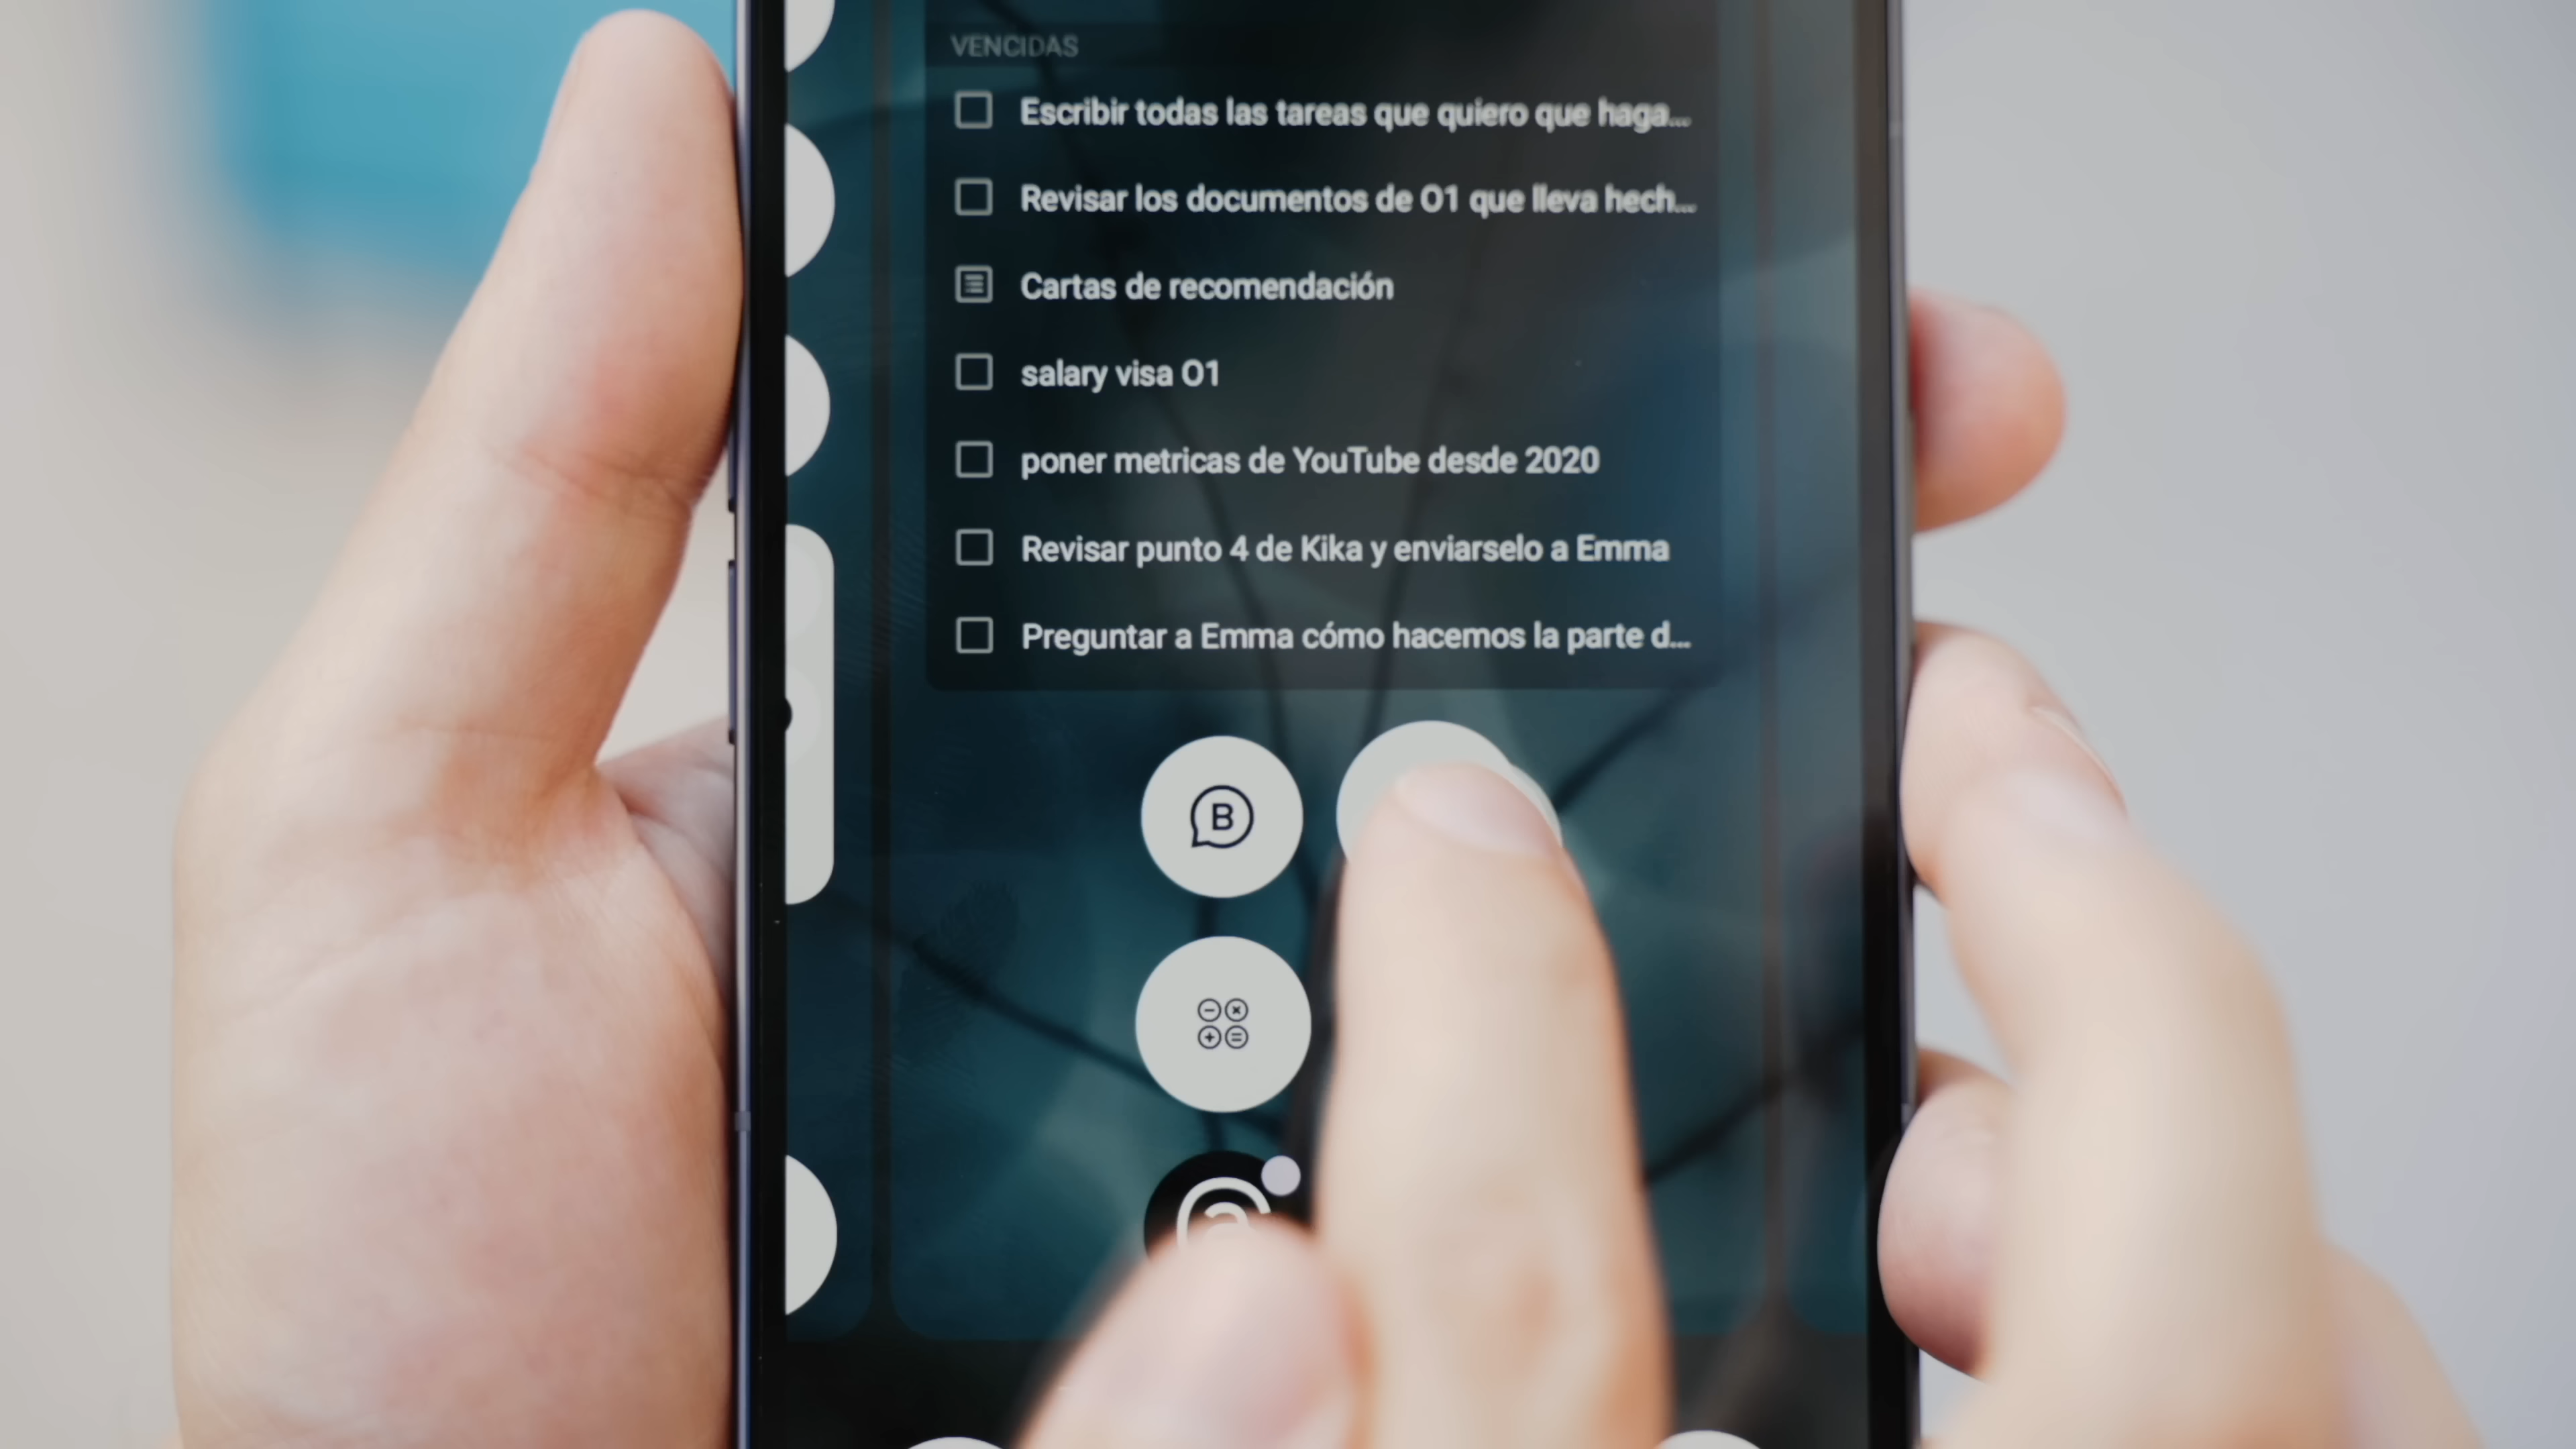 VENCIDAS
Escribir todas las tareas que quiero que haga...
Revisar los documentos de O1 que lleva hech...
Cartas de recomendación
salary visa O1
poner metricas de YouTube desde 2020
Revisar punto 4 de Kika y enviarselo a Emma
Preguntar a Emma cómo hacemos la parte d...
B